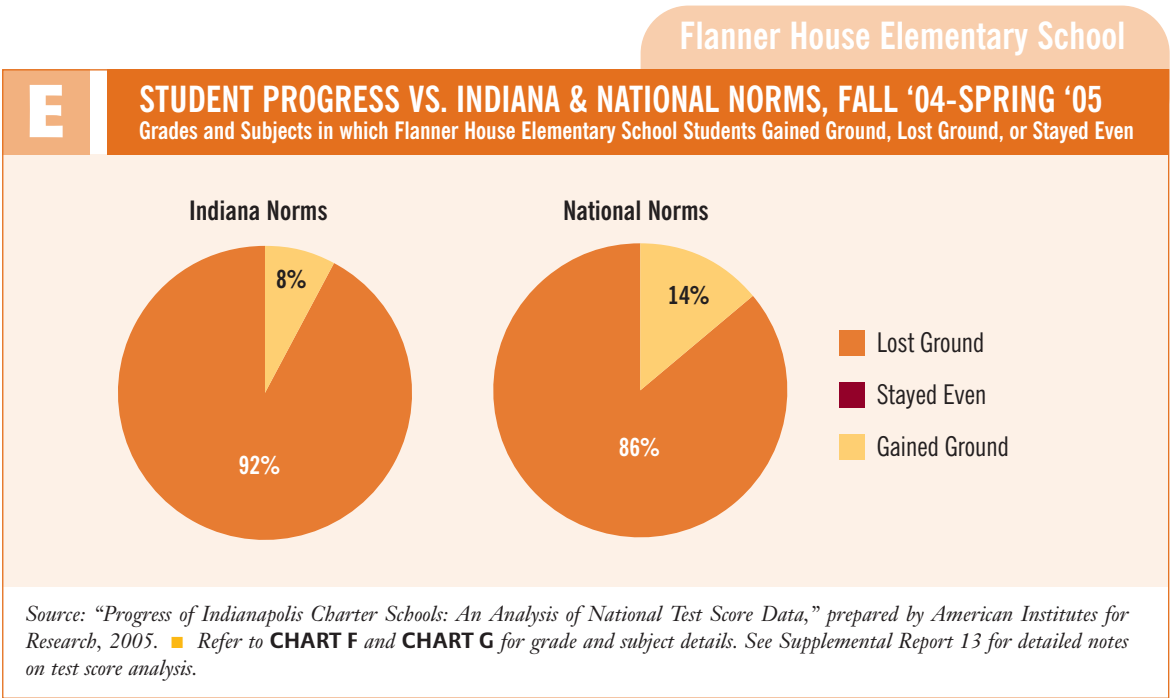 Flanner House Elementary School
E
STUDENT PROGRESS VS. INDIANA & NATIONAL NORMS, FALL ‘04-SPRING ‘05
Grades and Subjects in which Flanner House Elementary School Students Gained Ground, Lost Ground, or Stayed Even
Indiana Norms
8%
92%
National Norms
14%
86%
Lost Ground
Stayed Even
Gained Ground
Source: “Progress of Indianapolis Charter Schools: An Analysis of National Test Score Data,” prepared by American Institutes for
Research, 2005. ■ Refer to CHART F and CHART G for grade and subject details. See Supplemental Report 13 for detailed notes
on test score analysis.